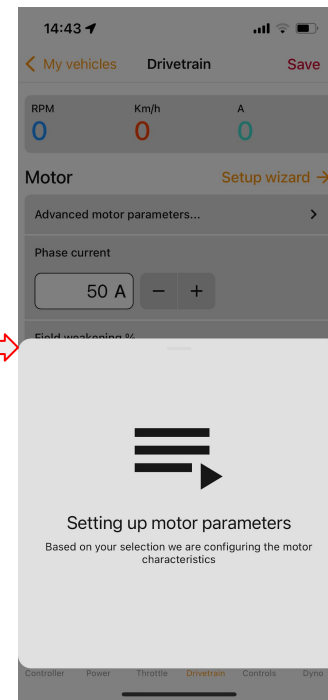 14:43
My vehicles Drivetrain Save
RPM Km/h A
0 0 0
Motor Setup wizard →
Advanced motor parameters... >
Phase current
50 A − +
Field weakening %
Setting up motor parameters
Based on your selection we are configuring the motor
characteristics
Controller Power Throttle Drivetrain Controls Dyno